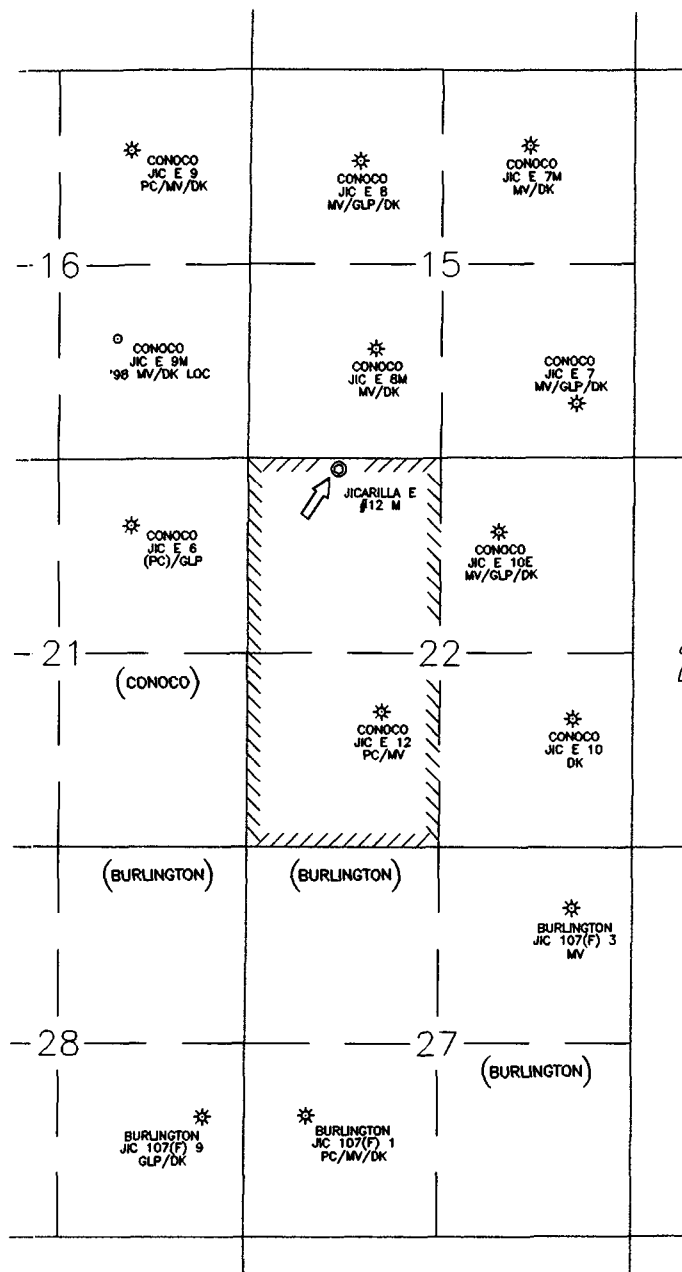 CONOCO
JIC E 9
PC/MV/DK
CONOCO
JIC E 8
MV/GLP/DK
CONOCO
JIC E 7M
MV/DK
16
15
CONOCO
JIC E 9M
'98 MV/DK LOC
CONOCO
JIC E 8M
MV/DK
CONOCO
JIC E 7
MV/GLP/DK
JICARILLA E
#12 M
CONOCO
JIC E 6
(PC)/GLP
CONOCO
JIC E 10E
MV/GLP/DK
21
22
(CONOCO)
CONOCO
JIC E 12
PC/MV
CONOCO
JIC E 10
DK
(BURLINGTON)
(BURLINGTON)
BURLINGTON
JIC 107(F) 3
MV
28
27
(BURLINGTON)
BURLINGTON
JIC 107(F) 9
GLP/DK
BURLINGTON
JIC 107(F) 1
PC/MV/DK